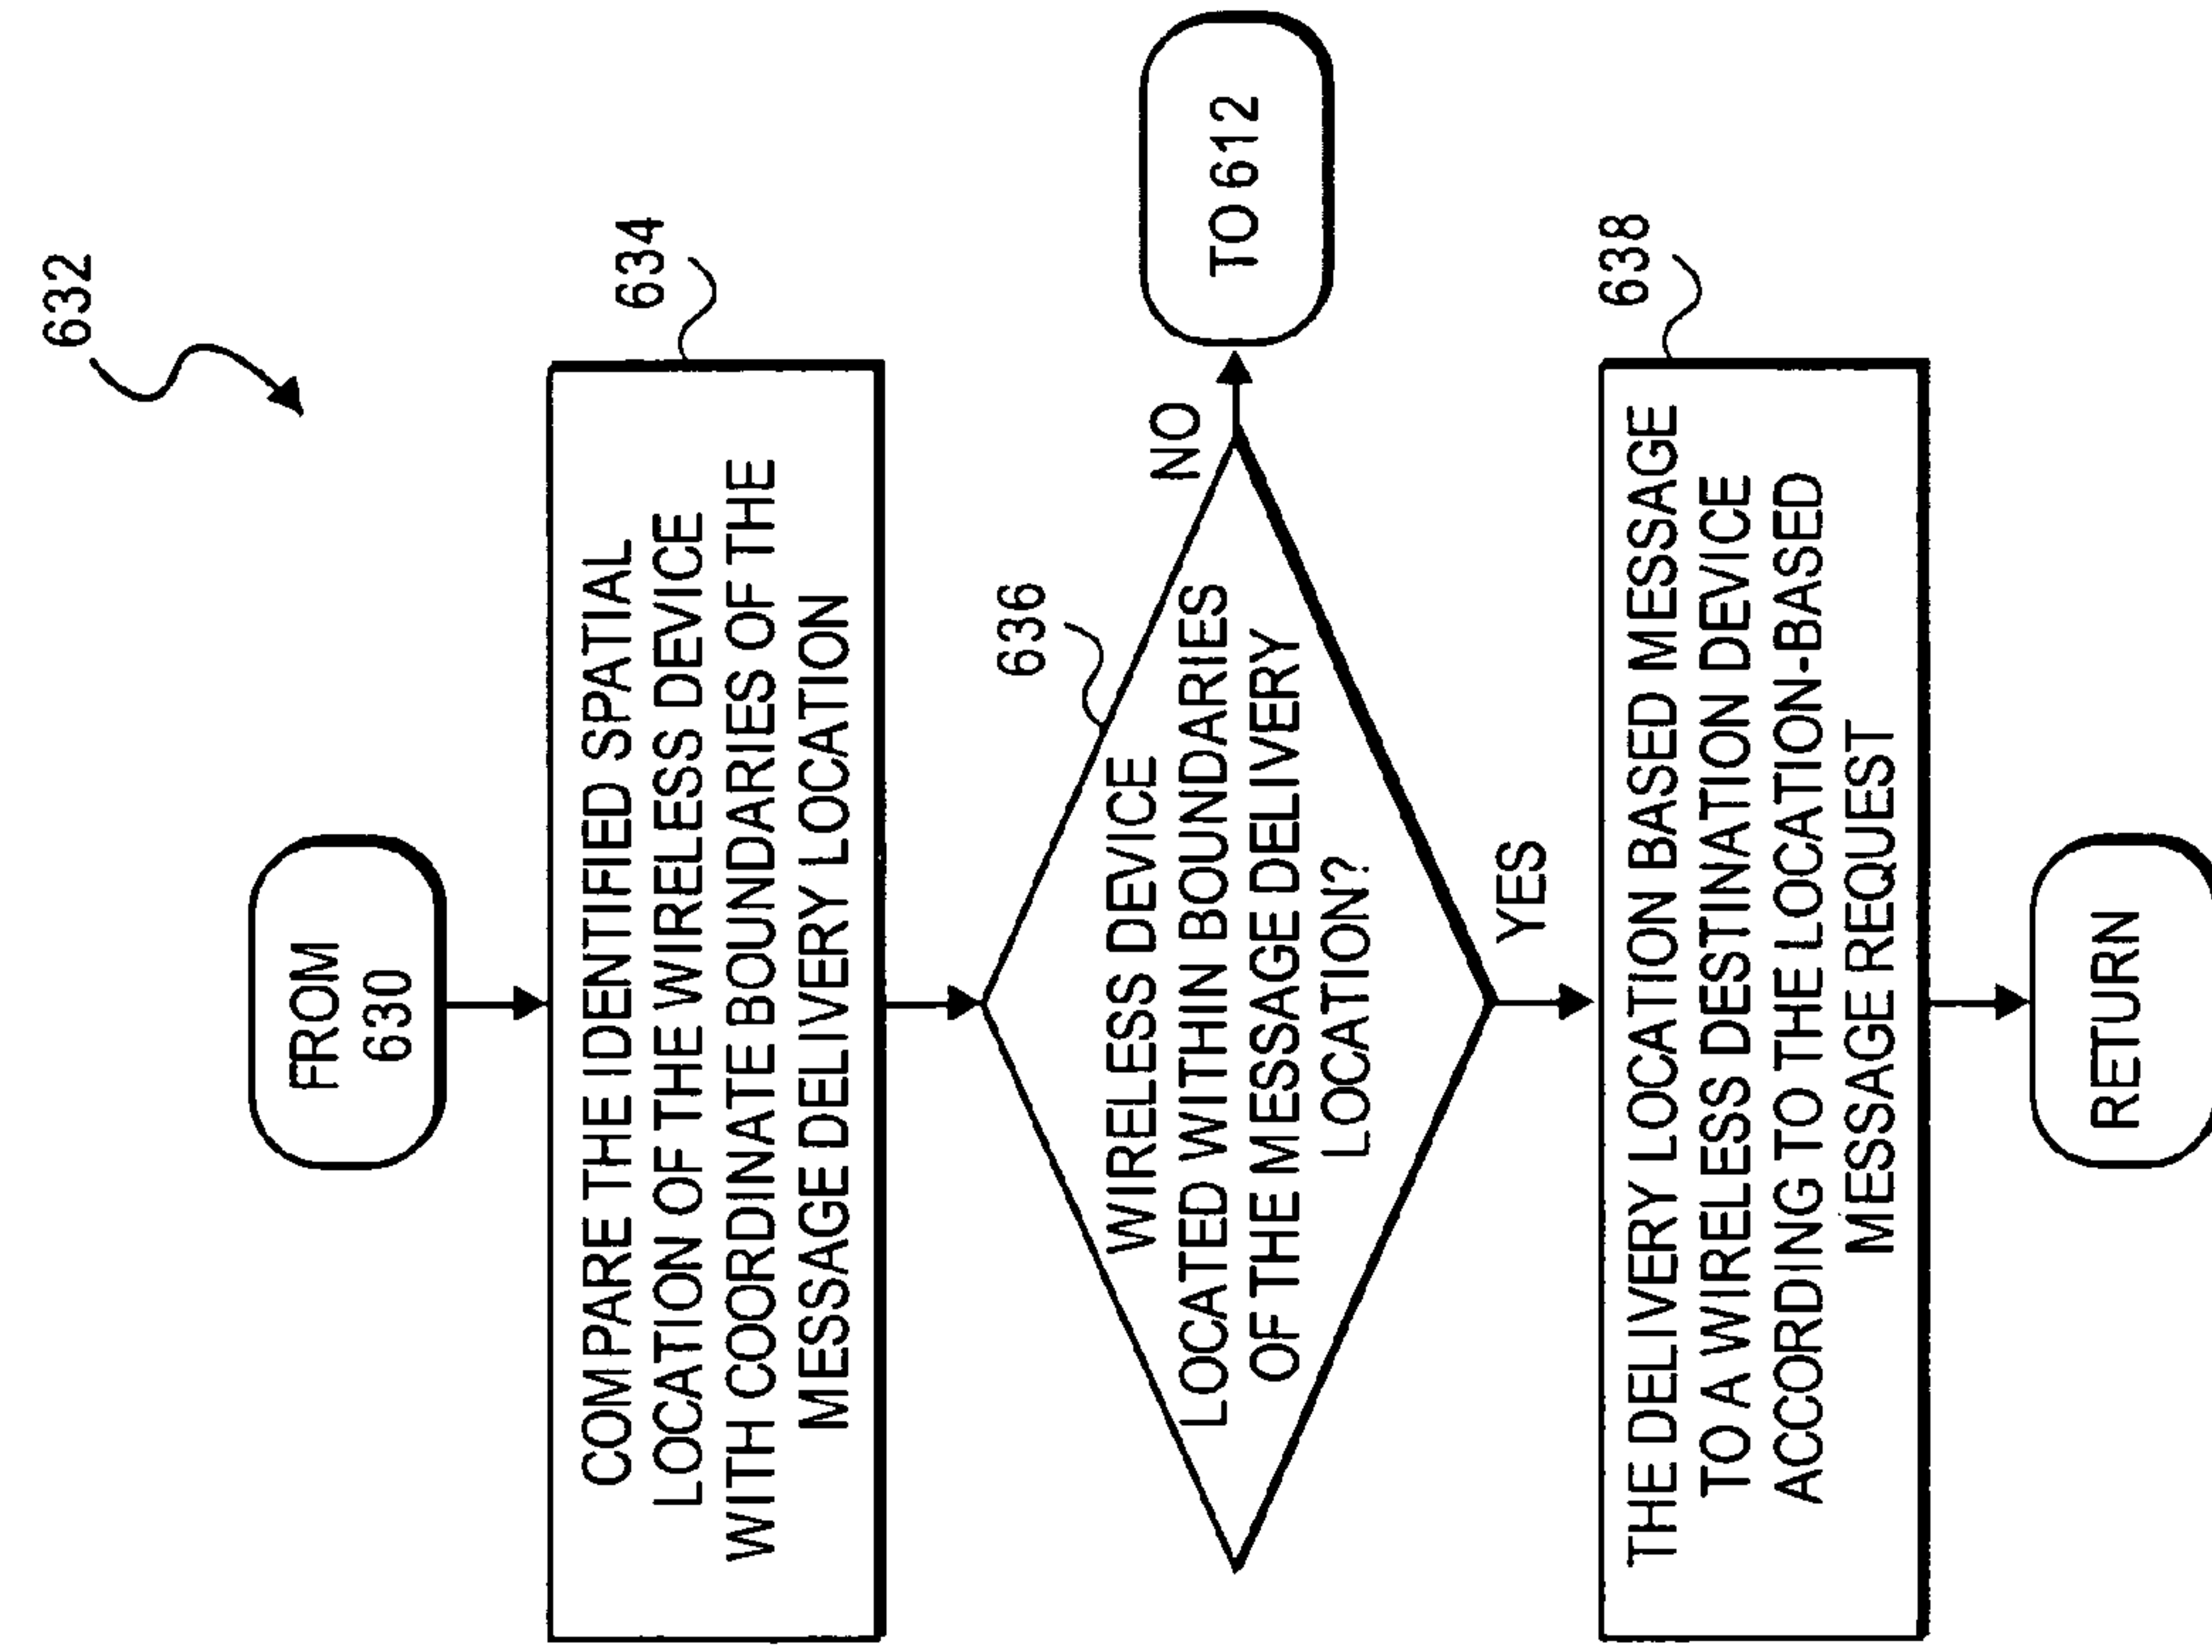 632
FROM
630
634
COMPARE THE IDENTIFIED SPATIAL
LOCATION OF THE WIRELESS DEVICE
WITH COORDINATE BOUNDARIES OF THE
MESSAGE DELIVERY LOCATION
636
WIRELESS DEVICE
LOCATED WITHIN BOUNDARIES
OF THE MESSAGE DELIVERY
LOCATION?
NO
TO 612
YES
638
THE DELIVERY LOCATION BASED MESSAGE
TO A WIRELESS DESTINATION DEVICE
ACCORDING TO THE LOCATION-BASED
MESSAGE REQUEST
RETURN